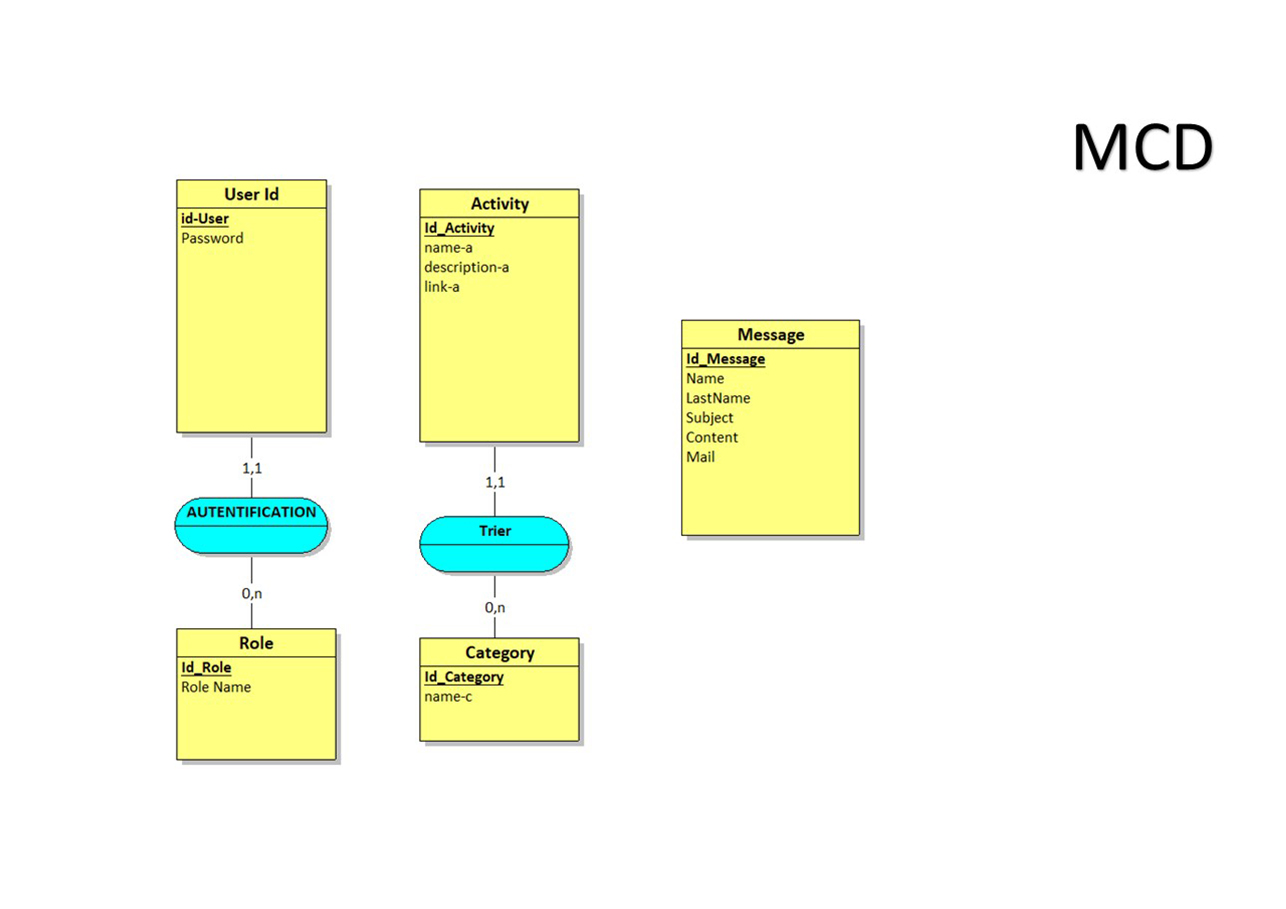 MCD
User Id
id-User
Password
1,1
AUTENTIFICATION
0,n
Role
Id_Role
Role Name
Activity
Id_Activity
name-a
description-a
link-a
1,1
Trier
0,n
Category
Id_Category
name-c
Message
Id_Message
Name
LastName
Subject
Content
Mail